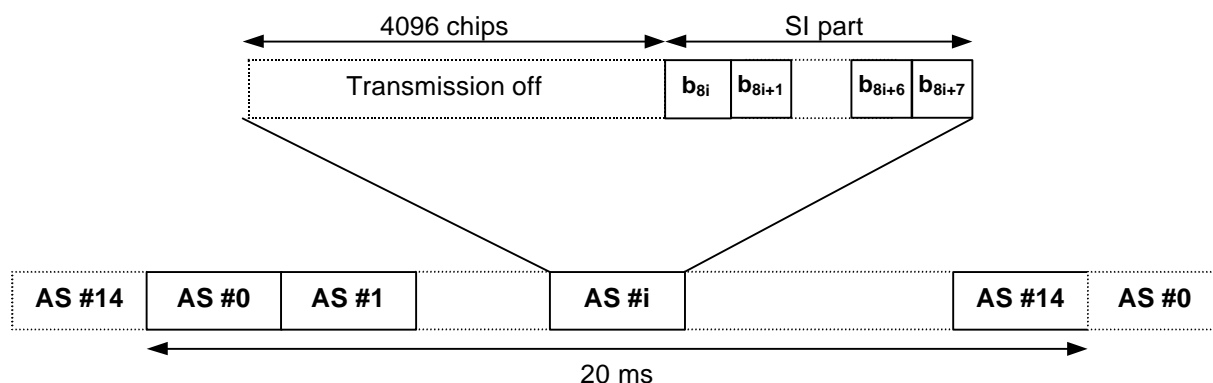 4096 chips SI part
Transmission off b8i b8i+1 b8i+6 b8i+7
AS #14 AS #0 AS #1 AS #i AS #14 AS #0
20 ms